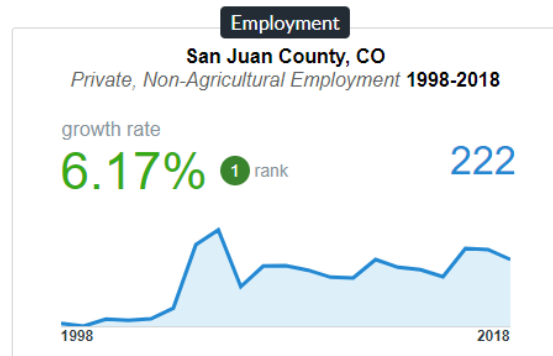 Employment
San Juan County, CO
Private, Non-Agricultural Employment 1998-2018
growth rate
6.17% 1 rank
222
1998 2018